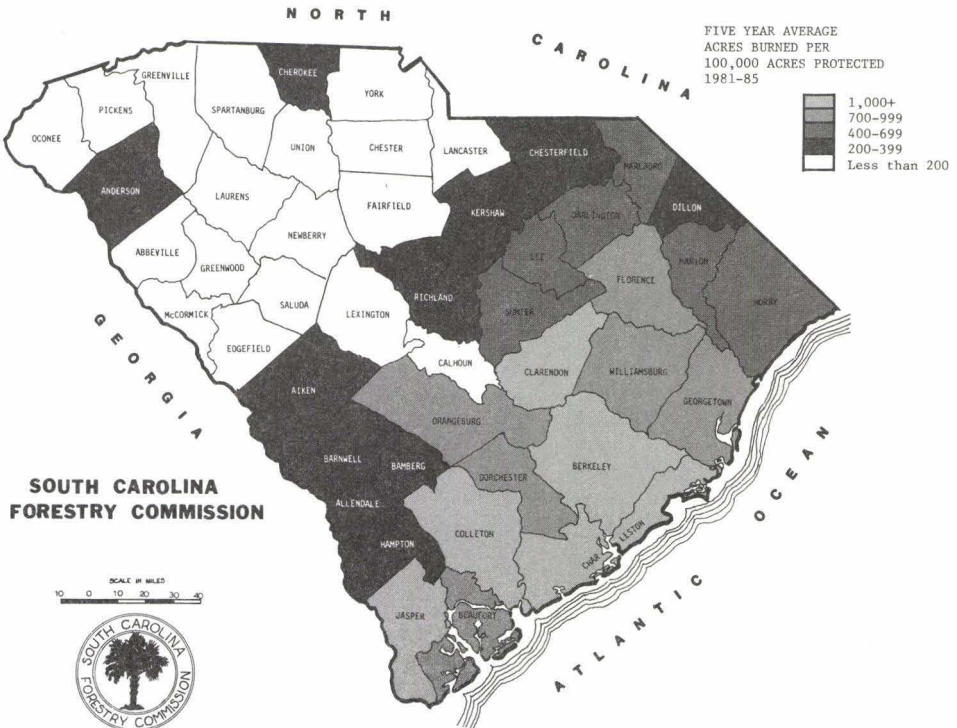 NORTH
CAROLINA
FIVE YEAR AVERAGE
ACRES BURNED PER
100,000 ACRES PROTECTED
1981-85
1,000+
700-999
400-699
200-399
Less than 200
CHEROKEE
GREENVILLE
YORK
PICKENS
SPARTANBURG
OCONEE
UNION
CHESTER
LANCASTER
CHESTERFIELD
MARLBORO
ANDERSON
LAURENS
FAIRFIELD
KERSHAW
DARLINGTON
DILLON
NEWBERRY
ABBEVILLE
GREENWOOD
LEE
FLORENCE
MARION
HORRY
RICHLAND
SUMTER
SALUDA
LEXINGTON
McCORMICK
EDGEFIELD
CALHOUN
CLARENDON
WILLIAMSBURG
AIKEN
GEORGETOWN
GEORGIA
ORANGEBURG
BARNWELL
BAMBERG
BERKELEY
DORCHESTER
ALLENDALE
COLLETON
HAMPTON
CHARLESTON
JASPER
BEAUFORT
ATLANTIC OCEAN
SOUTH CAROLINA
FORESTRY COMMISSION
SCALE IN MILES
10 0 10 20 30 40
SOUTH CAROLINA
FORESTRY COMMISSION